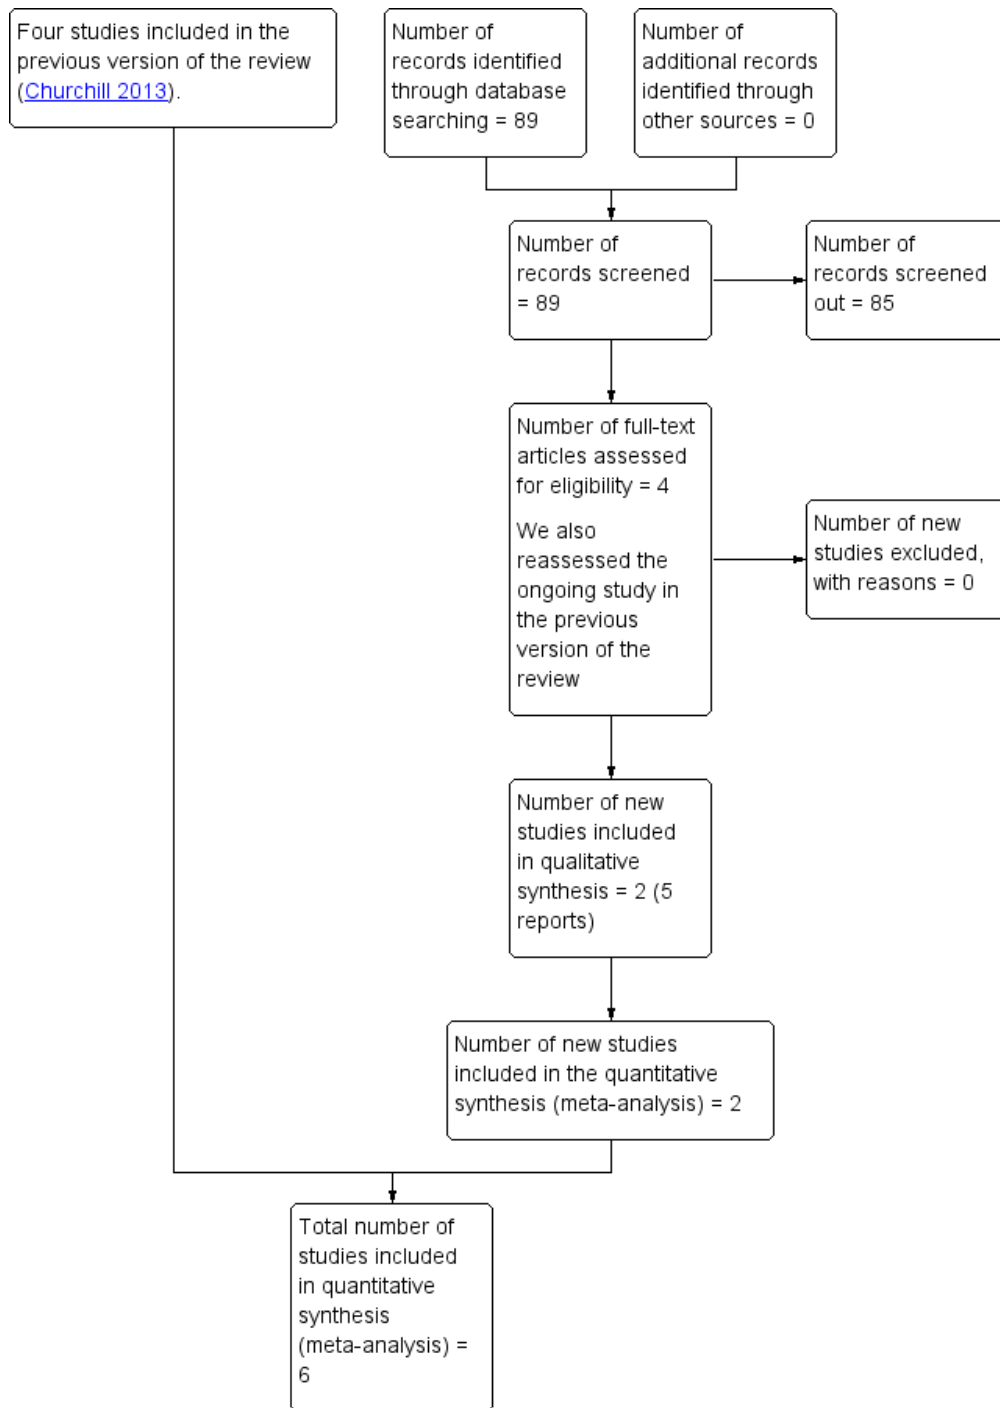 Four studies included in the
previous version of the review
(Churchill 2013).
Number of
records identified
through database
searching = 89
Number of
additional records
identified through
other sources = 0
Number of
records screened
= 89
Number of
records screened
out = 85
Number of full-text
articles assessed
for eligibility = 4
We also
reassessed the
ongoing study in
the previous
version of the
review
Number of new
studies excluded,
with reasons = 0
Number of new
studies included
in qualitative
synthesis = 2 (5
reports)
Number of new studies
included in the quantitative
synthesis (meta-analysis) = 2
Total number of
studies included
in quantitative
synthesis
(meta-analysis) =
6